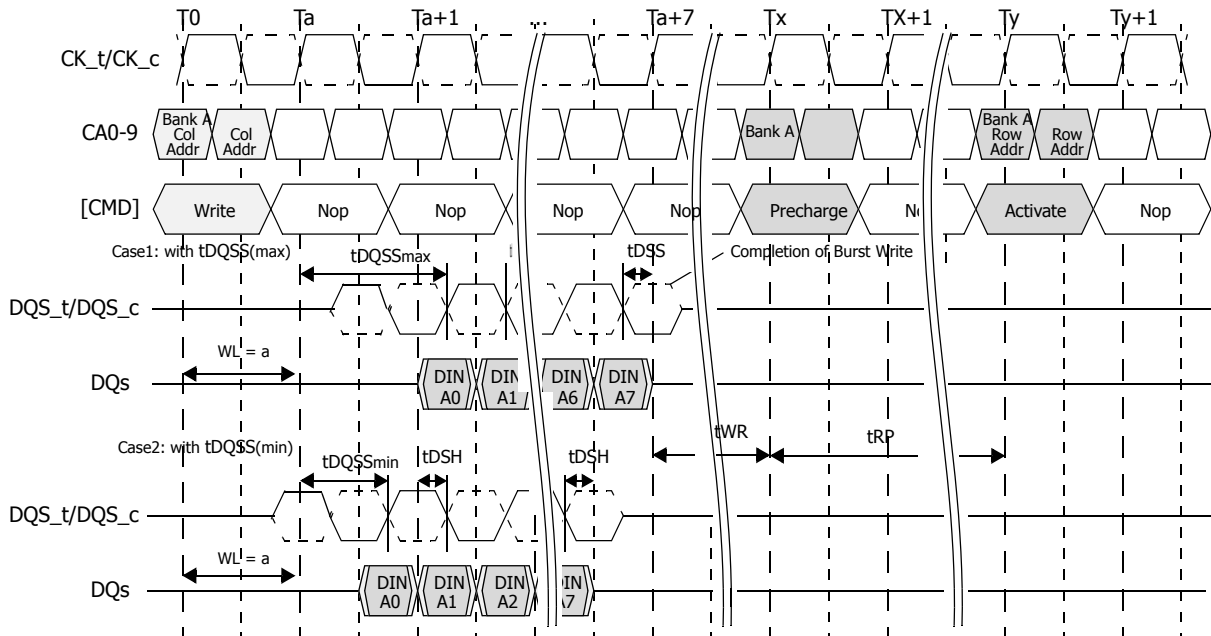 T0 Ta Ta+1 ... Ta+7 Tx TX+1 Ty Ty+1
CK_t/CK_c
CA0-9
Bank A
Col
Addr
Col
Addr
Bank A
Bank A
Row
Addr
Row
Addr
[CMD]
Write Nop Nop Nop Nop Precharge Activate Nop
Case1: with tDQSS(max)
tDQSSmax
tDSS
Completion of Burst Write
DQS_t/DQS_c
WL = a
DQs
DIN
A0
DIN
A1
DIN
A6
DIN
A7
Case2: with tDQSS(min)
tDQSSmin
tDSH
tDSH
tWR
tRP
DQS_t/DQS_c
WL = a
DQs
DIN
A0
DIN
A1
DIN
A2
A7